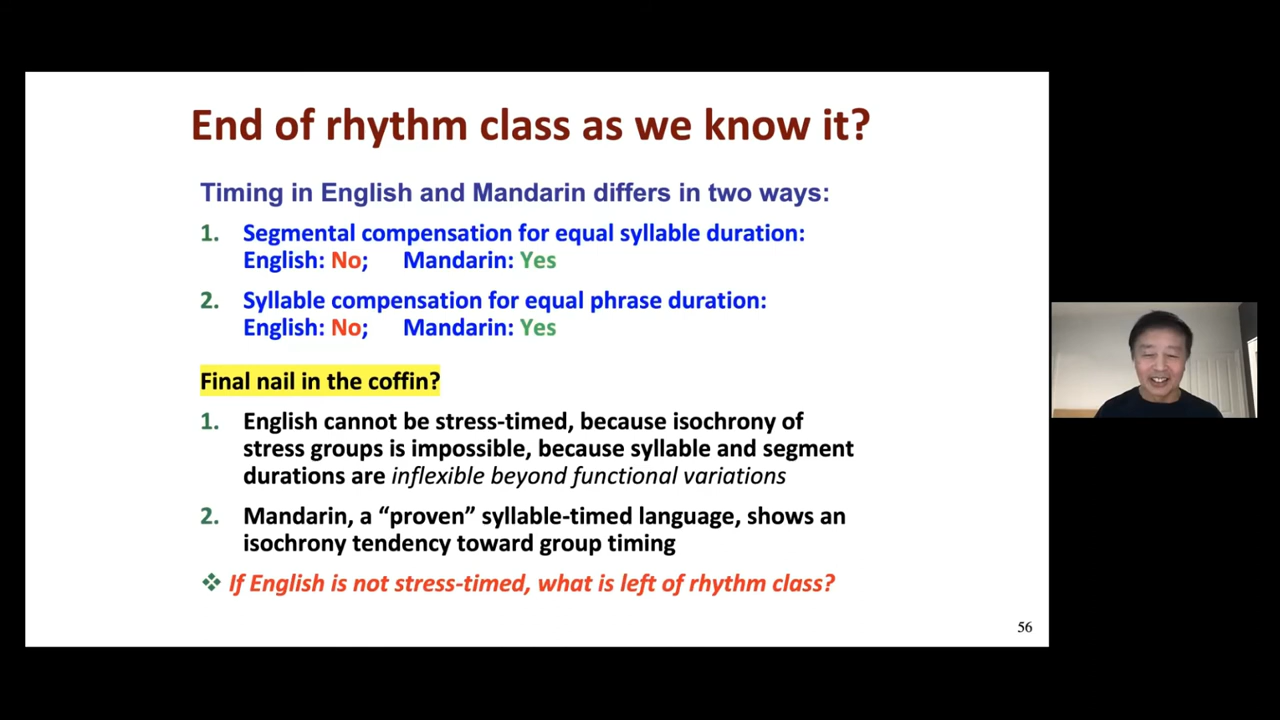 End of rhythm class as we know it?
Timing in English and Mandarin differs in two ways:
1. Segmental compensation for equal syllable duration:
English: No; Mandarin: Yes
2. Syllable compensation for equal phrase duration:
English: No; Mandarin: Yes
Final nail in the coffin?
1. English cannot be stress-timed, because isochrony of
stress groups is impossible, because syllable and segment
durations are inflexible beyond functional variations
2. Mandarin, a “proven” syllable-timed language, shows an
isochrony tendency toward group timing
❖ If English is not stress-timed, what is left of rhythm class?
56